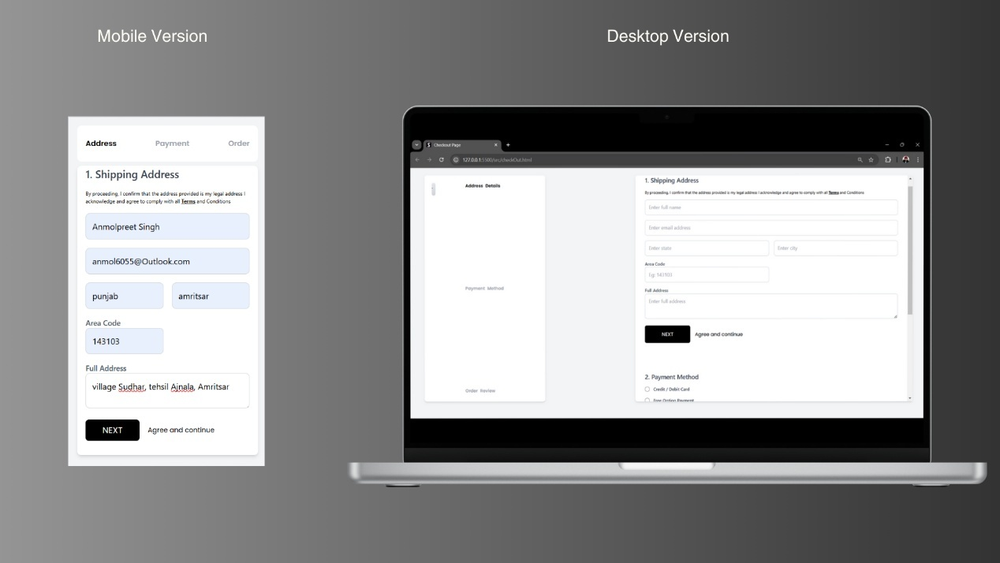 Mobile Version
Desktop Version
Address Payment Order
1. Shipping Address
By proceeding, I confirm that the address provided is my legal address I
acknowledge and agree to comply with all Terms and Conditions
Anmolpreet Singh
anmol6055@Outlook.com
punjab amritsar
Area Code
143103
Full Address
village Sudhar, tehsil Ajnala, Amritsar
NEXT Agree and continue
Checkout Page
127.0.0.1:5500/src/checkOut.html
Address Details
Payment Method
Order Review
1. Shipping Address
By proceeding, I confirm that the address provided is my legal address I acknowledge and agree to comply with all Terms and Conditions
Enter full name
Enter email address
Enter state Enter city
Area Code
Eg: 143103
Full Address
Enter full address
NEXT Agree and continue
2. Payment Method
Credit / Debit Card
Free Option Payment